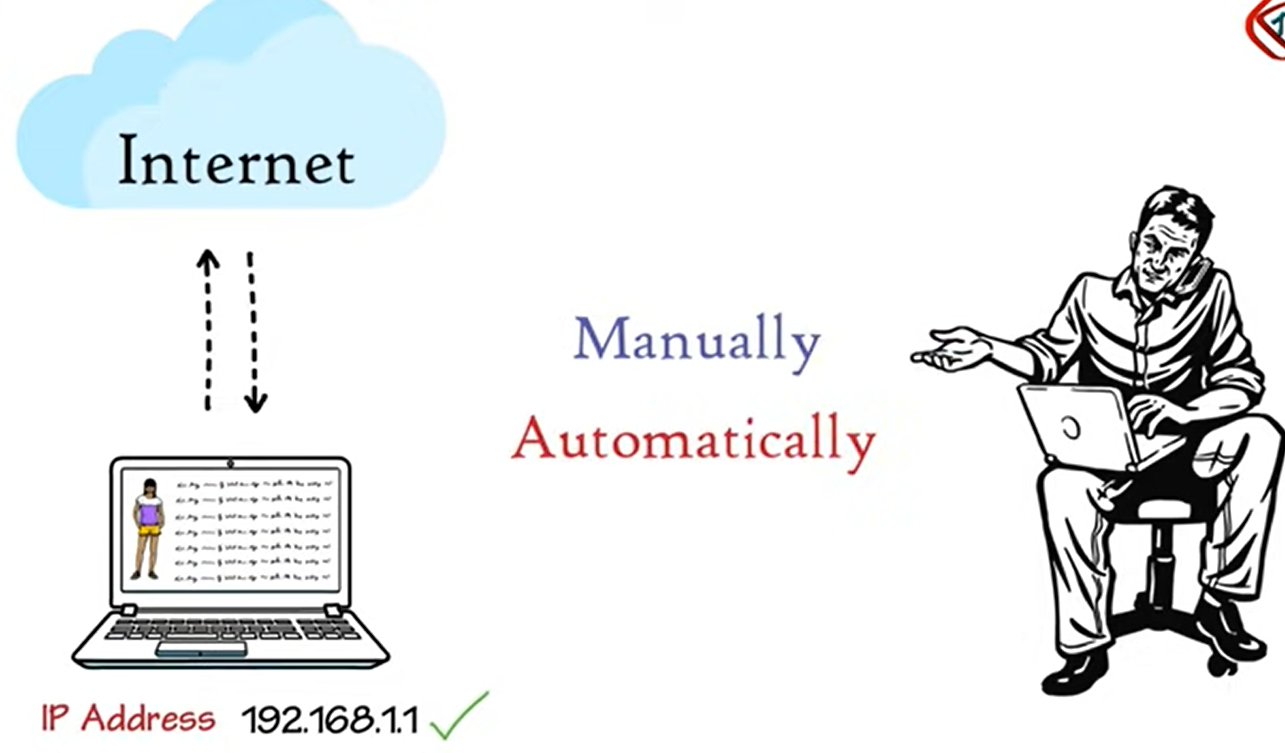 Internet
Manually
Automatically
IP Address 192.168.1.1